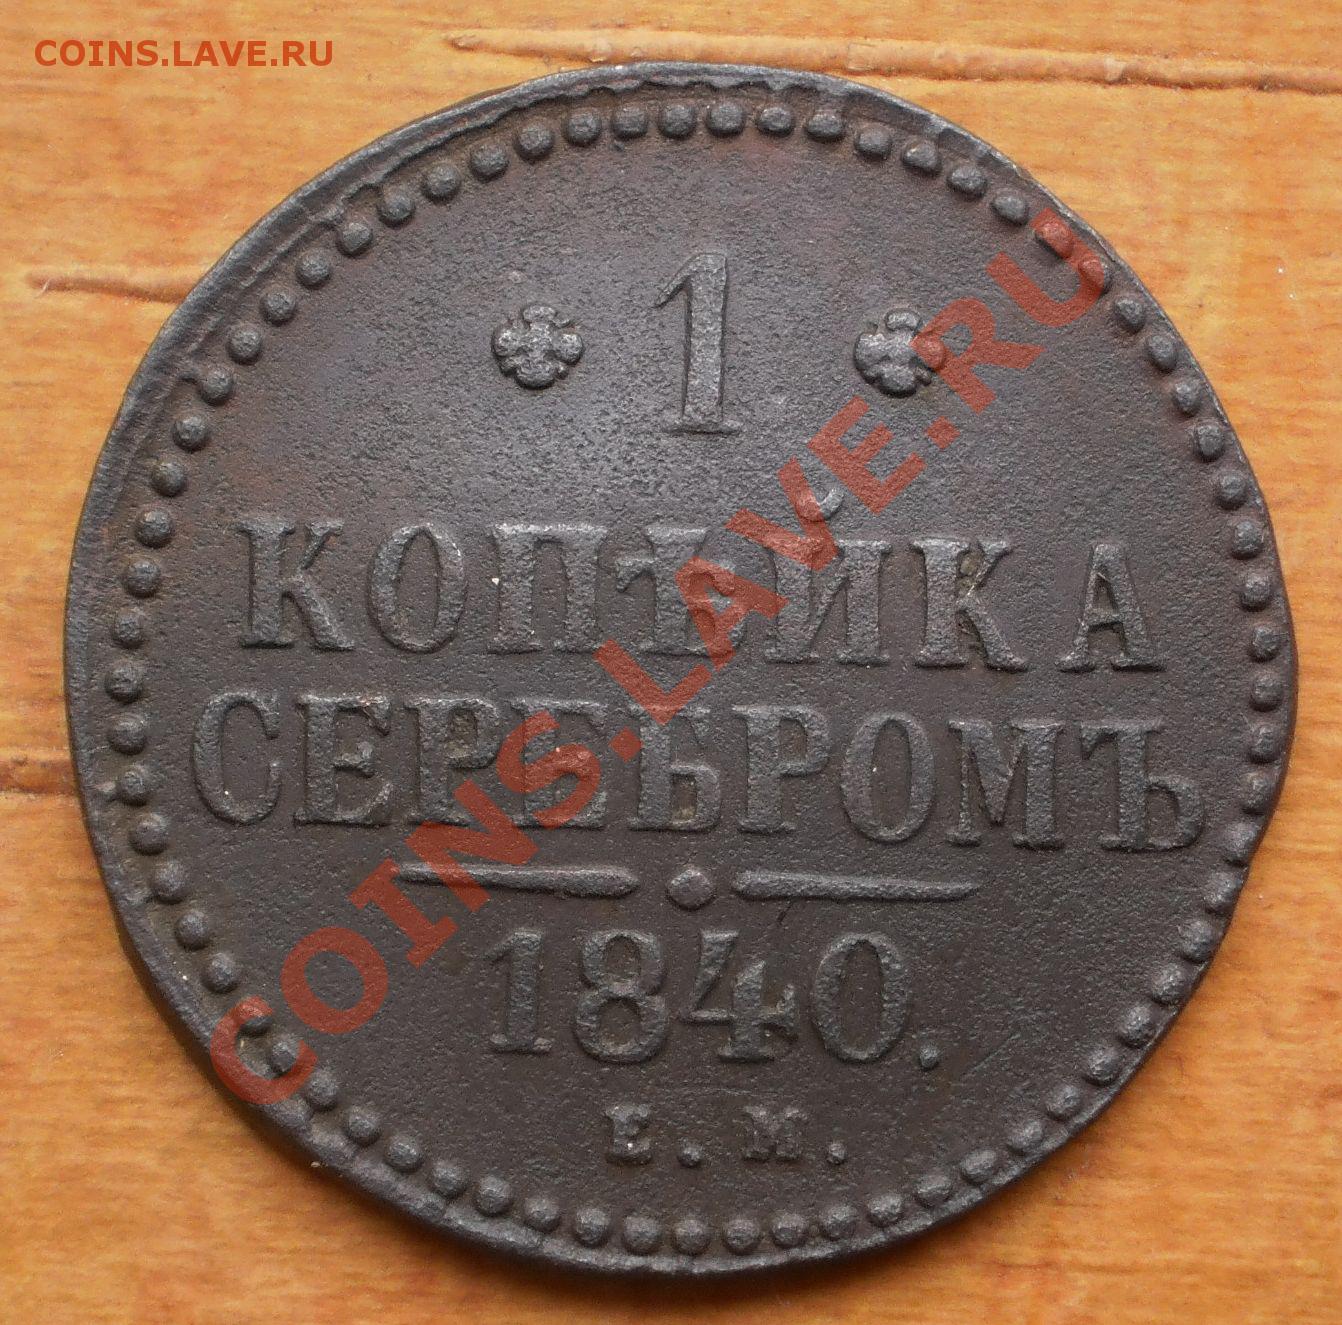 COINS.LAVE.RU
1
КОПѢЙКА
СЕРЕБРОМЪ
1840.
Е.М.
COINS.LAVE.RU